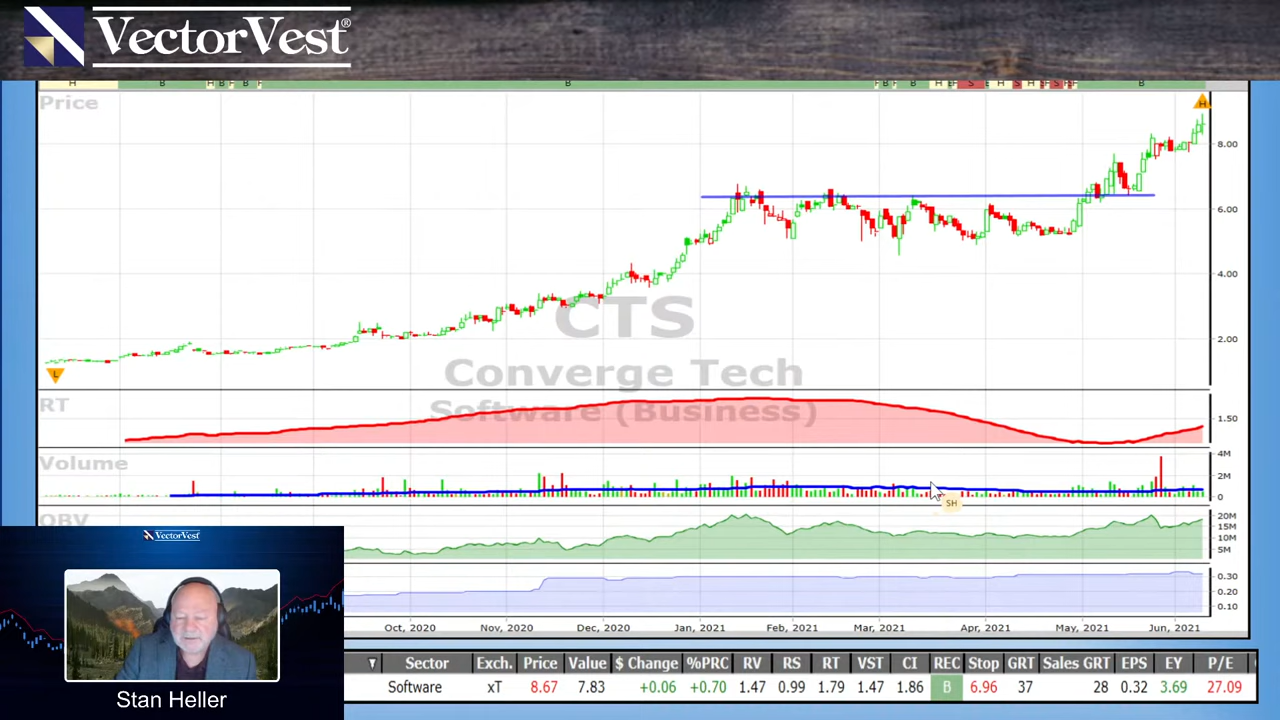 VectorVest®
H B H B F B F B F B F B H E F S E H S H S F S H F B
Price
H
8.00
6.00
4.00
2.00
CTS
Converge Tech
Software (Business)
L
RT
1.50
Volume
4M
2M
0
SH
OBV
20M
15M
10M
5M
0.30
0.20
0.10
Oct, 2020 Nov, 2020 Dec, 2020 Jan, 2021 Feb, 2021 Mar, 2021 Apr, 2021 May, 2021 Jun, 2021
VectorVest
Stan Heller
Sector Exch. Price Value $ Change %PRC RV RS RT VST CI REC Stop GRT Sales GRT EPS EY P/E
Software xT 8.67 7.83 +0.06 +0.70 1.47 0.99 1.79 1.47 1.86 B 6.96 37 28 0.32 3.69 27.09